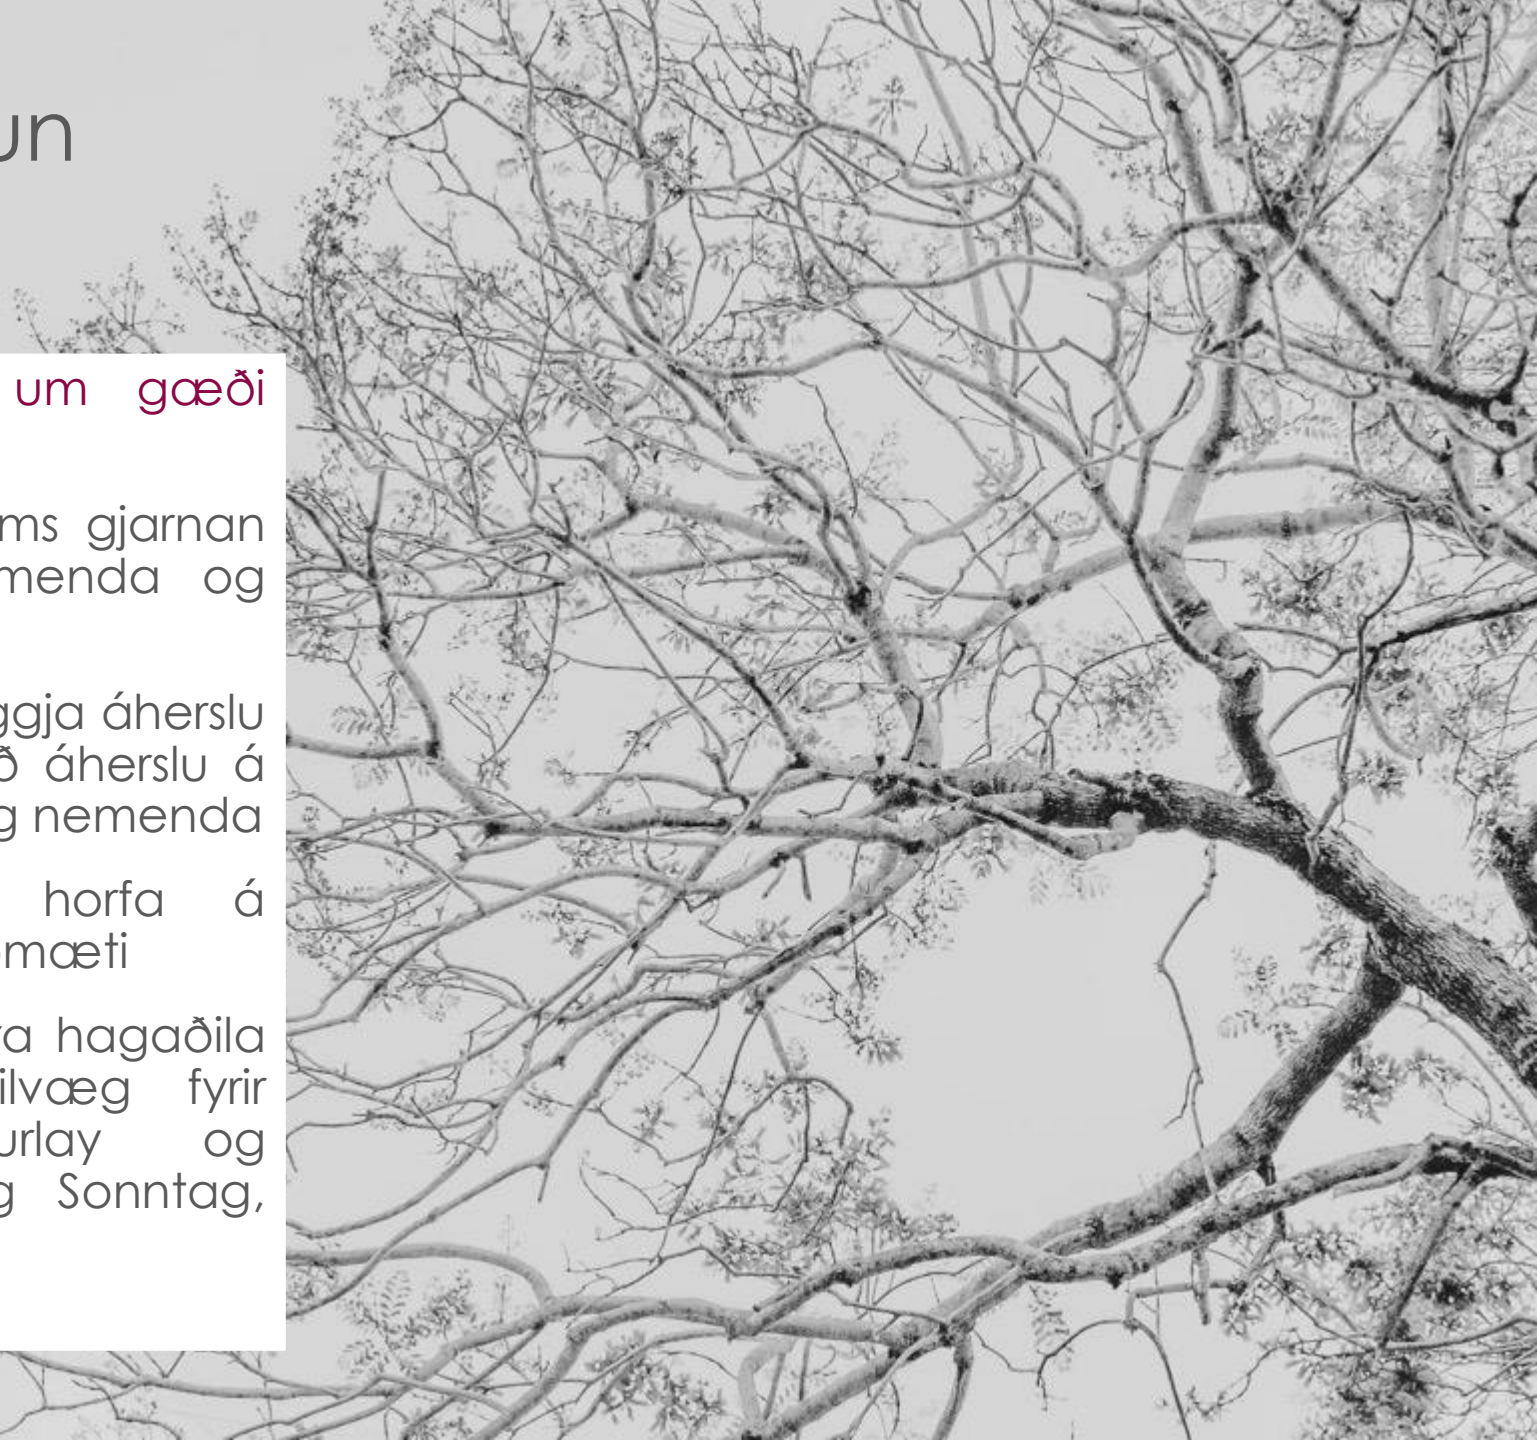 un
um gæði
ms gjarnan
menda og
ggja áherslu
ð áherslu á
g nemenda
horfa á
mæti
a hagaðila
ilvæg fyrir
urlay og
g Sonntag,